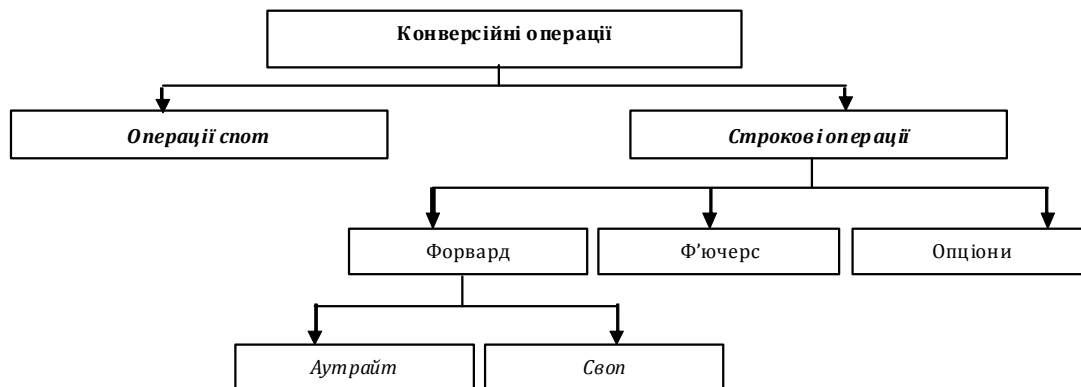 Конверсійні операції
Операції спот
Строкові операції
Форвард
Ф'ючерс
Опціони
Аутрайт
Своп